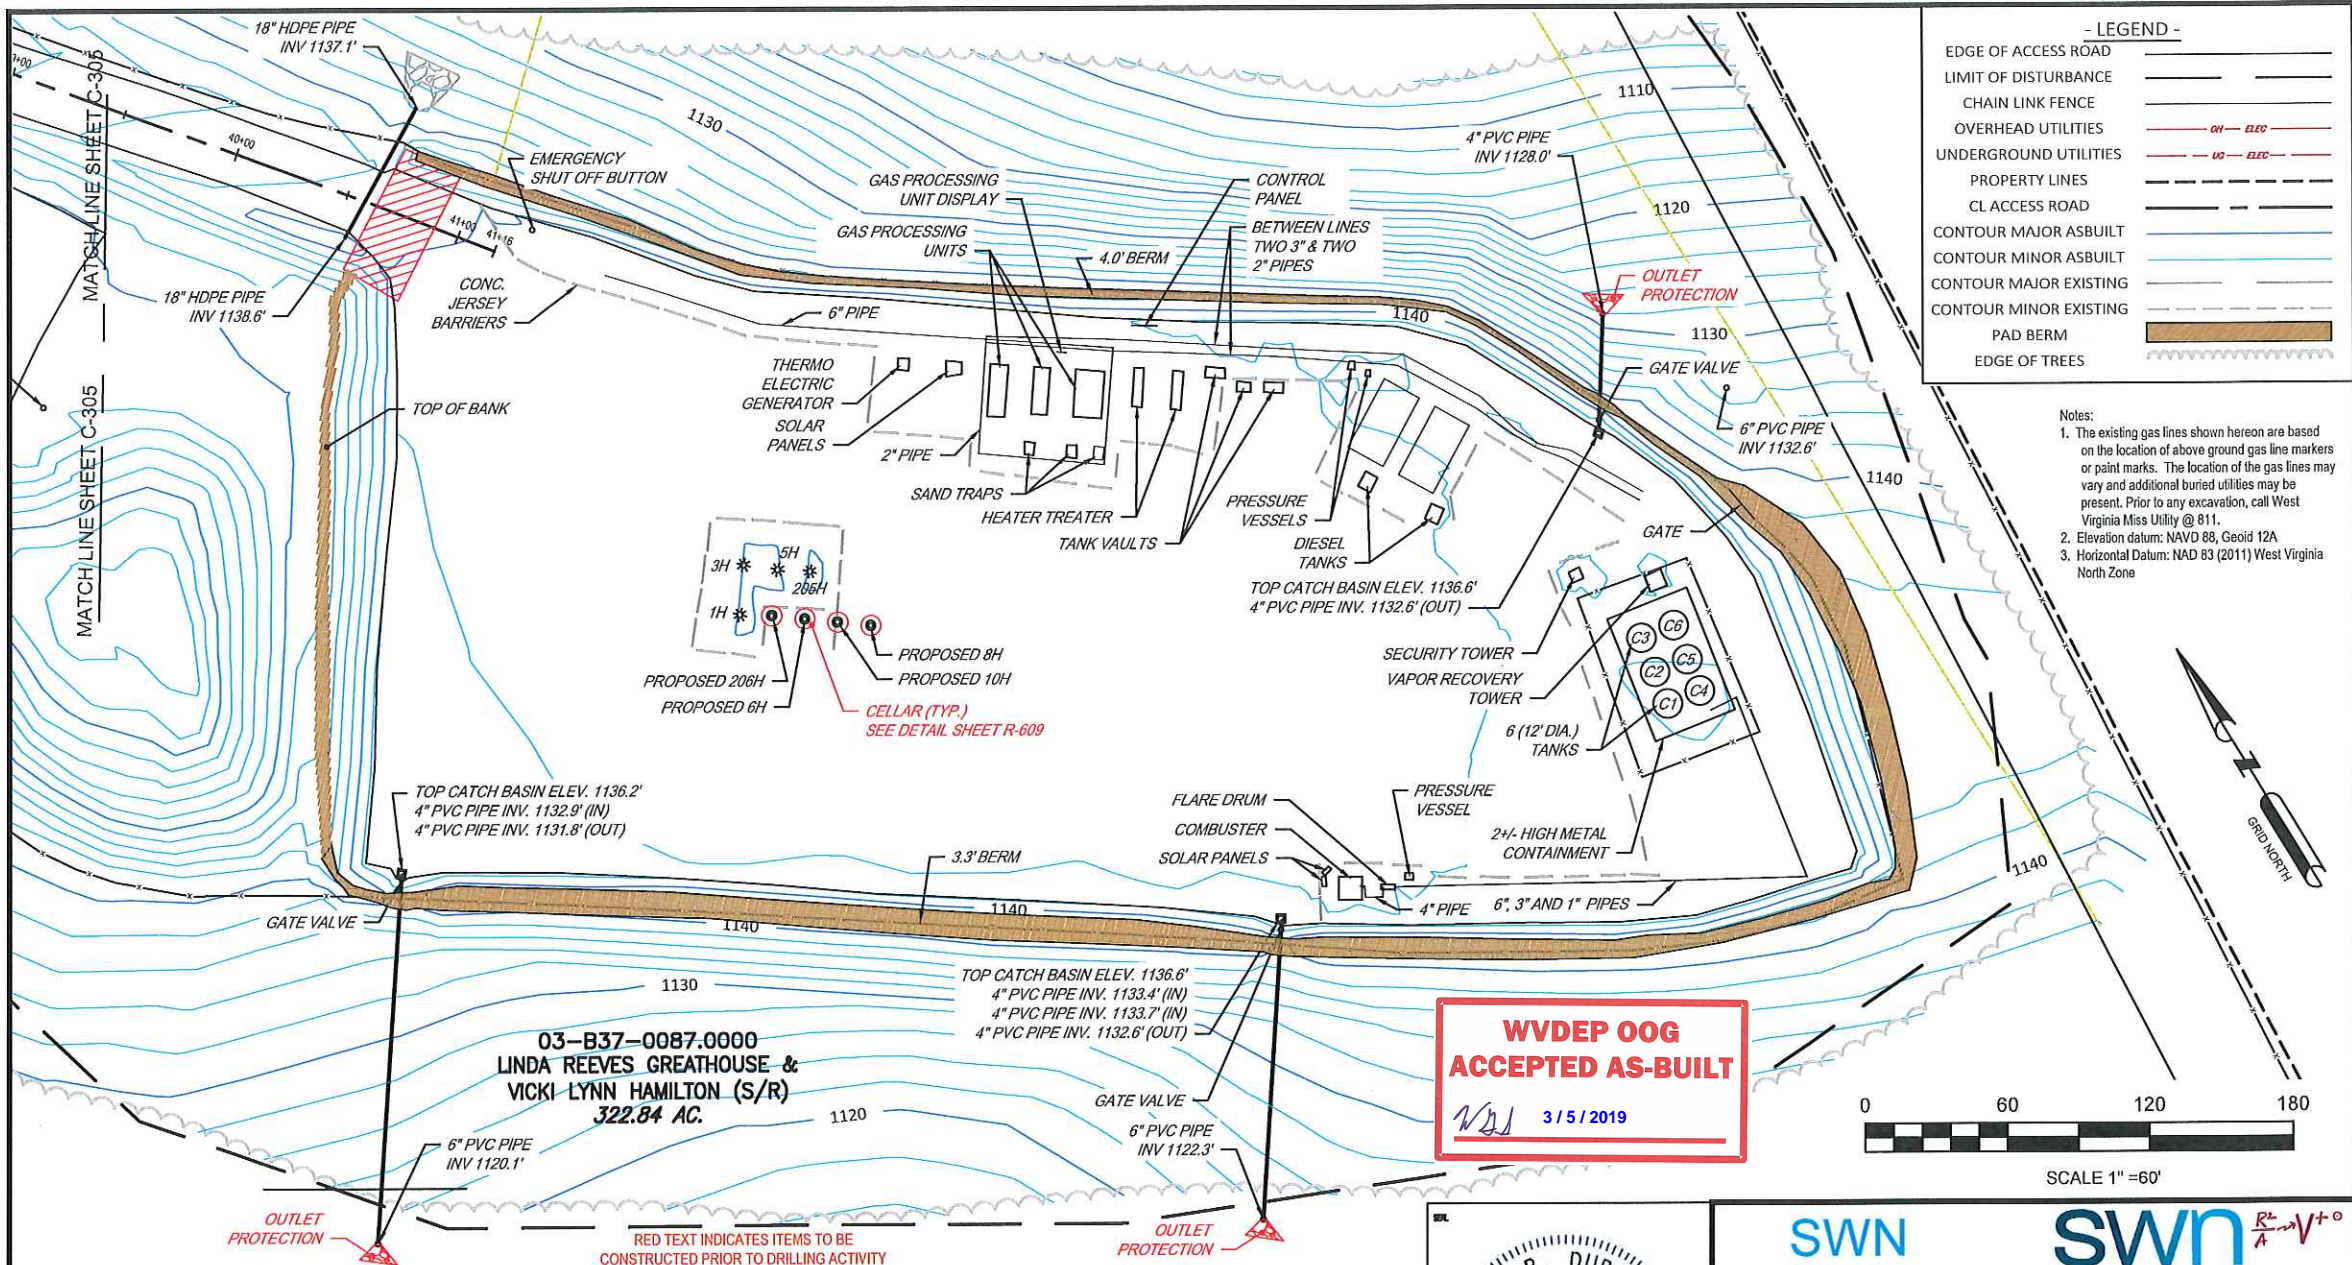 18" HDPE PIPE
INV 1137.1'
MATCHLINE SHEET C-305
40+00
41+00
41+16
EMERGENCY
SHUT OFF BUTTON
1130
1110
4" PVC PIPE
INV 1128.0'
1120
GAS PROCESSING
UNIT DISPLAY
CONTROL
PANEL
GAS PROCESSING
UNITS
BETWEEN LINES
TWO 3" & TWO
2" PIPES
4.0' BERM
OUTLET
PROTECTION
1140
1130
18" HDPE PIPE
INV 1138.6'
CONC.
JERSEY
BARRIERS
6" PIPE
THERMO
ELECTRIC
GENERATOR
SOLAR
PANELS
GATE VALVE
6" PVC PIPE
INV 1132.6'
MATCHLINE SHEET C-305
TOP OF BANK
2" PIPE
SAND TRAPS
HEATER TREATER
TANK VAULTS
PRESSURE
VESSELS
DIESEL
TANKS
1140
GATE
3H
5H
205H
1H
TOP CATCH BASIN ELEV. 1136.6'
4" PVC PIPE INV. 1132.6' (OUT)
PROPOSED 8H
PROPOSED 10H
PROPOSED 206H
PROPOSED 6H
CELLAR (TYP.)
SEE DETAIL SHEET R-609
SECURITY TOWER
VAPOR RECOVERY
TOWER
C3
C6
C2
C5
C1
C4
6 (12' DIA.)
TANKS
TOP CATCH BASIN ELEV. 1136.2'
4" PVC PIPE INV. 1132.9' (IN)
4" PVC PIPE INV. 1131.8' (OUT)
FLARE DRUM
COMBUSTER
SOLAR PANELS
PRESSURE
VESSEL
2+/- HIGH METAL
CONTAINMENT
3.3' BERM
4" PIPE
6", 3" AND 1" PIPES
1140
GATE VALVE
1140
1140
TOP CATCH BASIN ELEV. 1136.6'
4" PVC PIPE INV. 1133.4' (IN)
4" PVC PIPE INV. 1133.7' (IN)
4" PVC PIPE INV. 1132.6' (OUT)
1130
03-B37-0087.0000
LINDA REEVES GREATHOUSE &
VICKI LYNN HAMILTON (S/R)
322.84 AC.
1120
GATE VALVE
6" PVC PIPE
INV 1120.1'
6" PVC PIPE
INV 1122.3'
OUTLET
PROTECTION
OUTLET
PROTECTION
RED TEXT INDICATES ITEMS TO BE
CONSTRUCTED PRIOR TO DRILLING ACTIVITY
WVDEP OOG
ACCEPTED AS-BUILT
3 / 5 / 2019
- LEGEND -
EDGE OF ACCESS ROAD
LIMIT OF DISTURBANCE
CHAIN LINK FENCE
OVERHEAD UTILITIES OH ELEC
UNDERGROUND UTILITIES UG ELEC
PROPERTY LINES
CL ACCESS ROAD
CONTOUR MAJOR ASBUILT
CONTOUR MINOR ASBUILT
CONTOUR MAJOR EXISTING
CONTOUR MINOR EXISTING
PAD BERM
EDGE OF TREES
Notes:
1. The existing gas lines shown hereon are based
on the location of above ground gas line markers
or paint marks. The location of the gas lines may
vary and additional buried utilities may be
present. Prior to any excavation, call West
Virginia Miss Utility @ 811.
2. Elevation datum: NAVD 88, Geoid 12A
3. Horizontal Datum: NAD 83 (2011) West Virginia
North Zone
GRID NORTH
0 60 120 180
SCALE 1" =60'
SEAL
SWN
swn